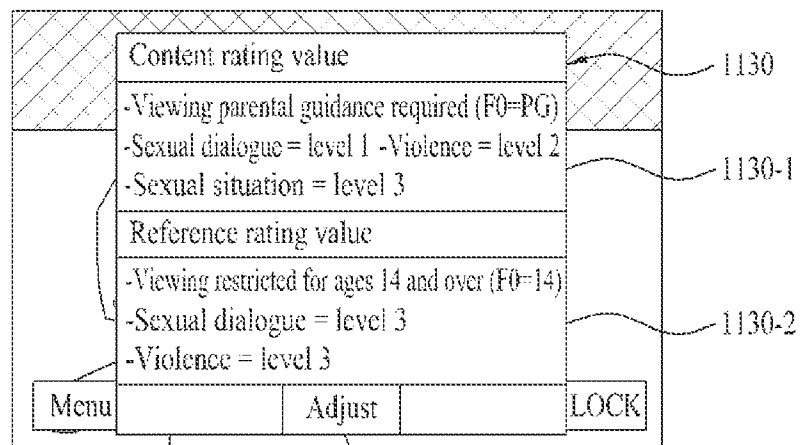 Content rating value
1130
-Viewing parental guidance required (F0=PG)
-Sexual dialogue = level 1 -Violence = level 2
1130-1
-Sexual situation = level 3
Reference rating value
-Viewing restricted for ages 14 and over (F0=14)
-Sexual dialogue = level 3
1130-2
-Violence = level 3
Menu Adjust LOCK